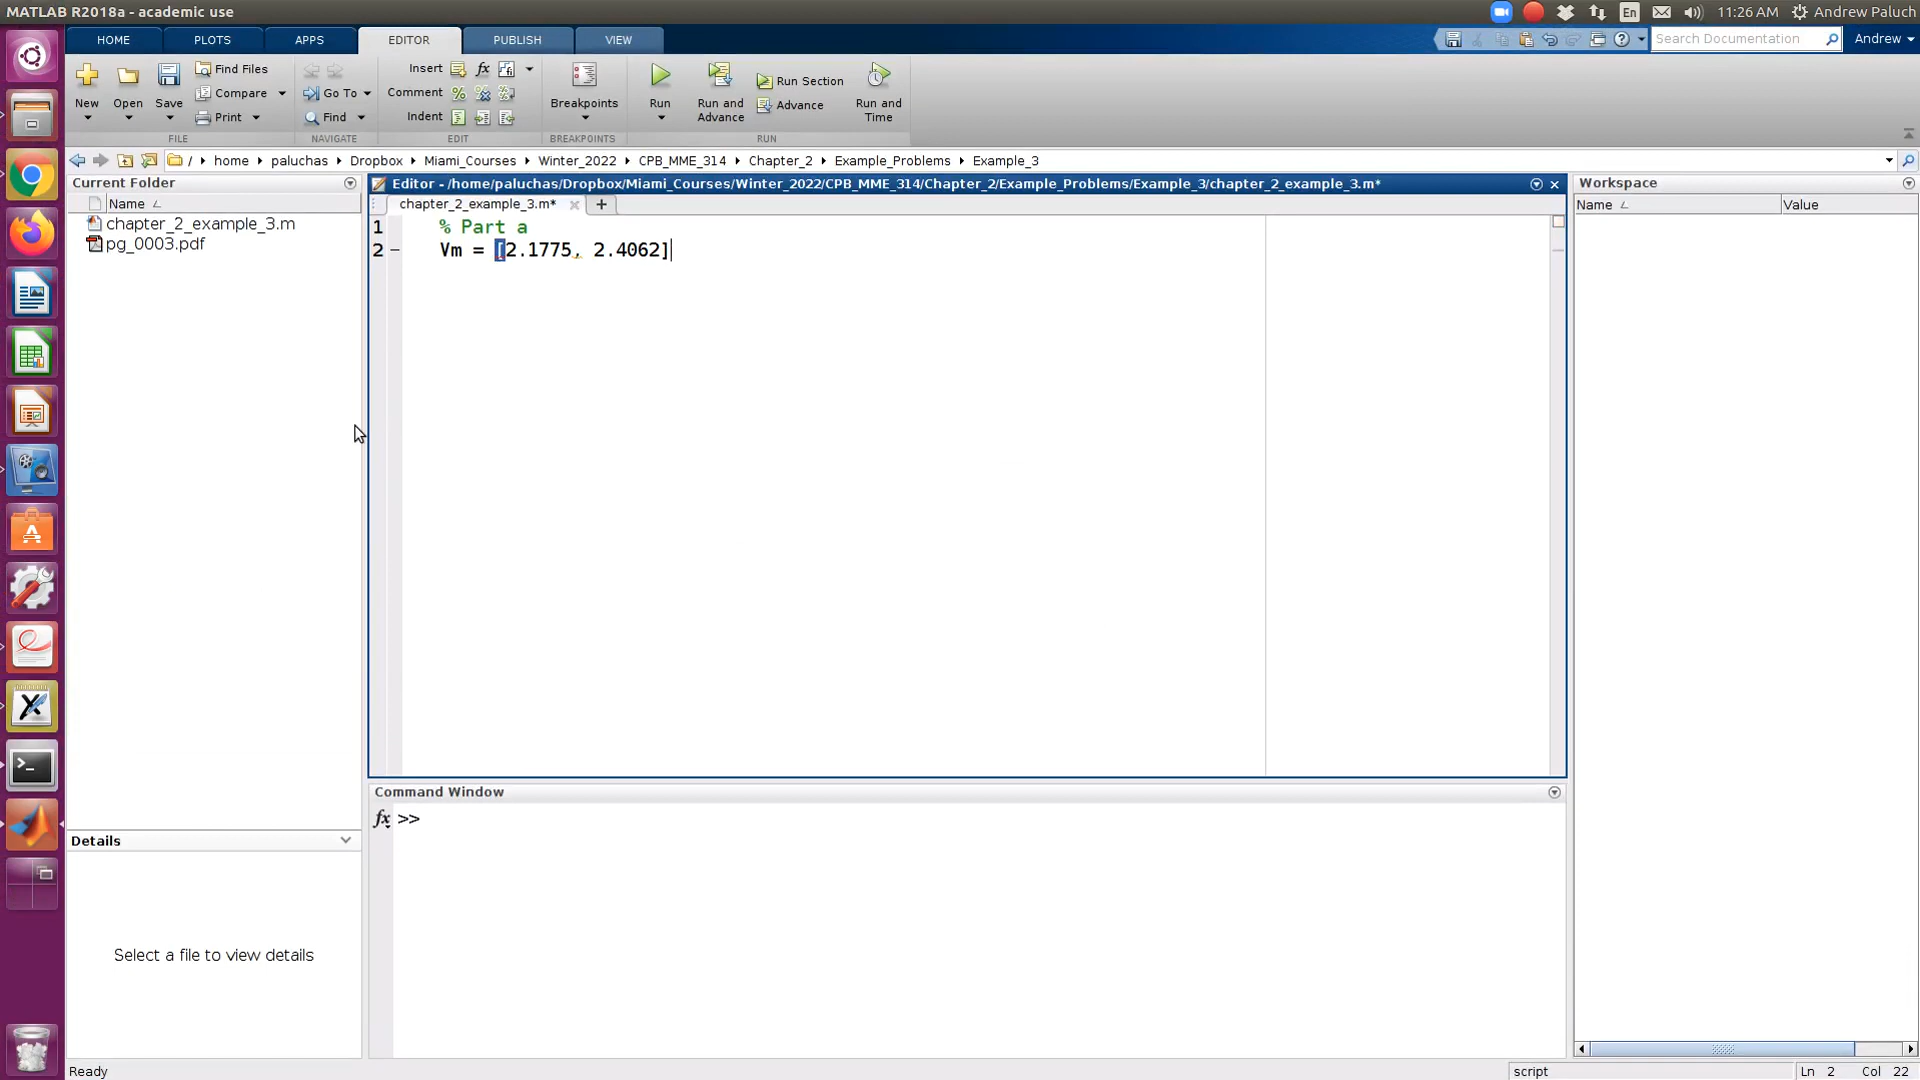 MATLAB R2018a - academic use
En
11:26 AM
Andrew Paluch
HOME
PLOTS
APPS
EDITOR
PUBLISH
VIEW
Search Documentation
Andrew
New
Open
Save
Find Files
Compare
Print
FILE
Go To
Find
NAVIGATE
Insert
fx
Comment
%
Indent
EDIT
Breakpoints
BREAKPOINTS
Run
Run and Advance
Run Section
Advance
Run and Time
RUN
/ home paluchas Dropbox Miami_Courses Winter_2022 CPB_MME_314 Chapter_2 Example_Problems Example_3
Current Folder
Name
chapter_2_example_3.m
pg_0003.pdf
Editor - /home/paluchas/Dropbox/Miami_Courses/Winter_2022/CPB_MME_314/Chapter_2/Example_Problems/Example_3/chapter_2_example_3.m*
chapter_2_example_3.m*
+
1 % Part a
2 - Vm = [2.1775, 2.4062]
Workspace
Name
Value
Command Window
fx >>
Details
Select a file to view details
Ready
script
Ln 2 Col 22